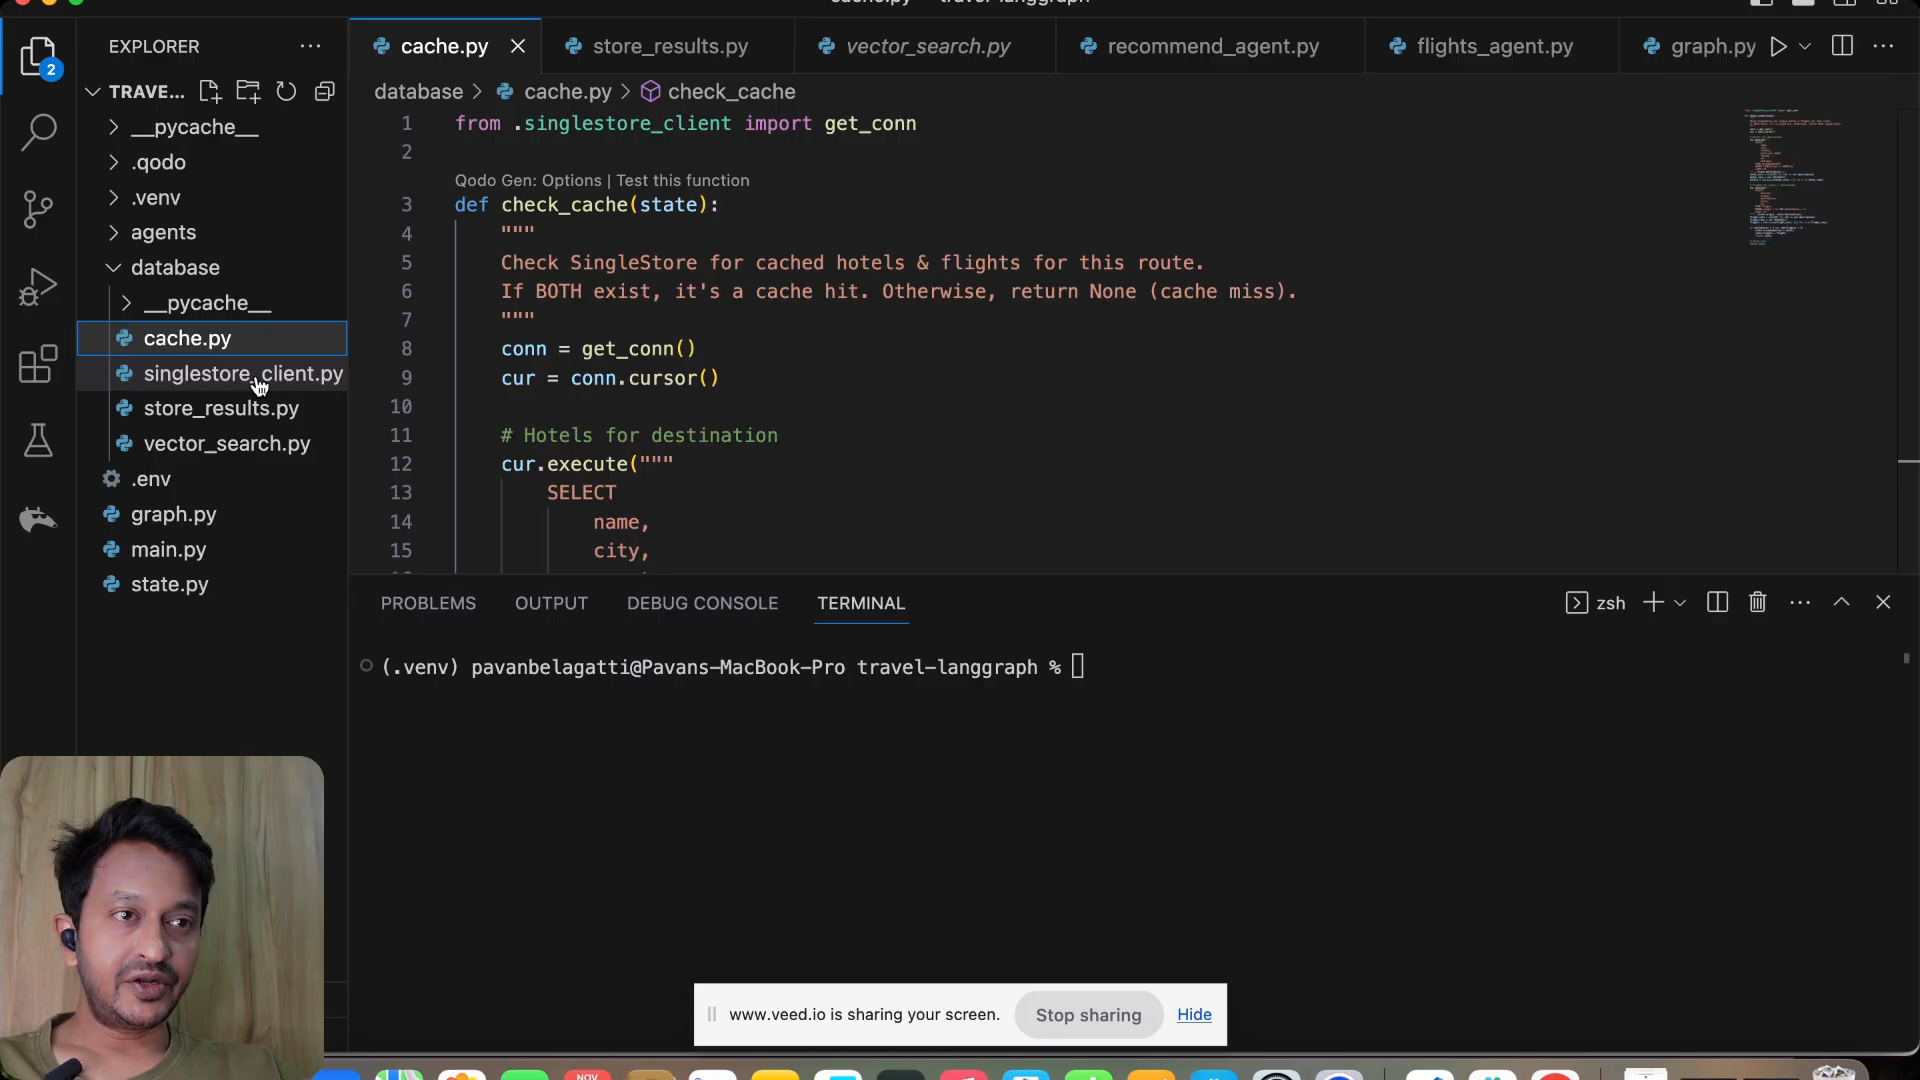 cache.py — travel-langgraph
2
EXPLORER
TRAVE...
__pycache__
.qodo
.venv
agents
database
__pycache__
cache.py
singlestore_client.py
store_results.py
vector_search.py
.env
graph.py
main.py
state.py
cache.py
store_results.py
vector_search.py
recommend_agent.py
flights_agent.py
graph.py
database > cache.py > check_cache
1 from .singlestore_client import get_conn
2
Qodo Gen: Options | Test this function
3 def check_cache(state):
4 """
5 Check SingleStore for cached hotels & flights for this route.
6 If BOTH exist, it's a cache hit. Otherwise, return None (cache miss).
7 """
8 conn = get_conn()
9 cur = conn.cursor()
10
11 # Hotels for destination
12 cur.execute("""
13 SELECT
14 name,
15 city,
PROBLEMS
OUTPUT
DEBUG CONSOLE
TERMINAL
zsh
(.venv) pavanbelagatti@Pavans-MacBook-Pro travel-langgraph %
www.veed.io is sharing your screen.
Stop sharing
Hide
NOV